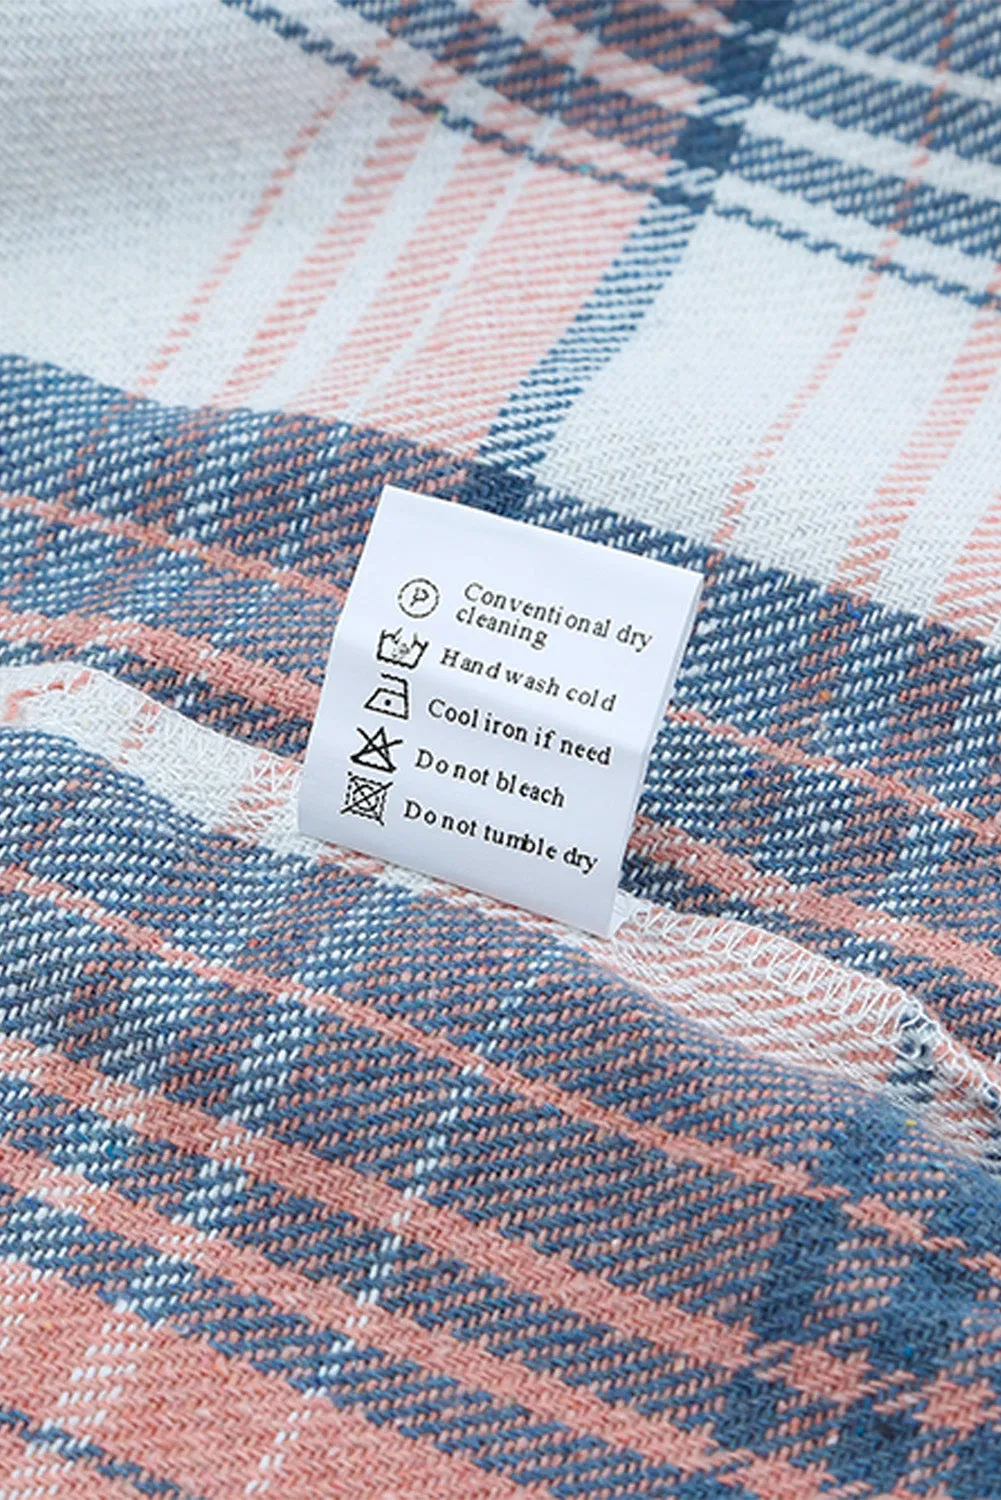 P Conventional dry
cleaning
Hand wash cold
Cool iron if need
Do not bleach
Do not tumble dry